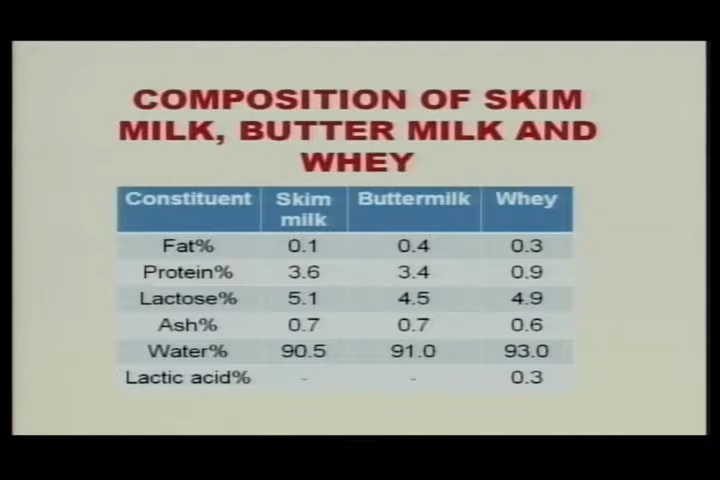 COMPOSITION OF SKIM
MILK, BUTTER MILK AND
WHEY
Constituent Skim milk Buttermilk Whey
Fat% 0.1 0.4 0.3
Protein% 3.6 3.4 0.9
Lactose% 5.1 4.5 4.9
Ash% 0.7 0.7 0.6
Water% 90.5 91.0 93.0
Lactic acid% - - 0.3